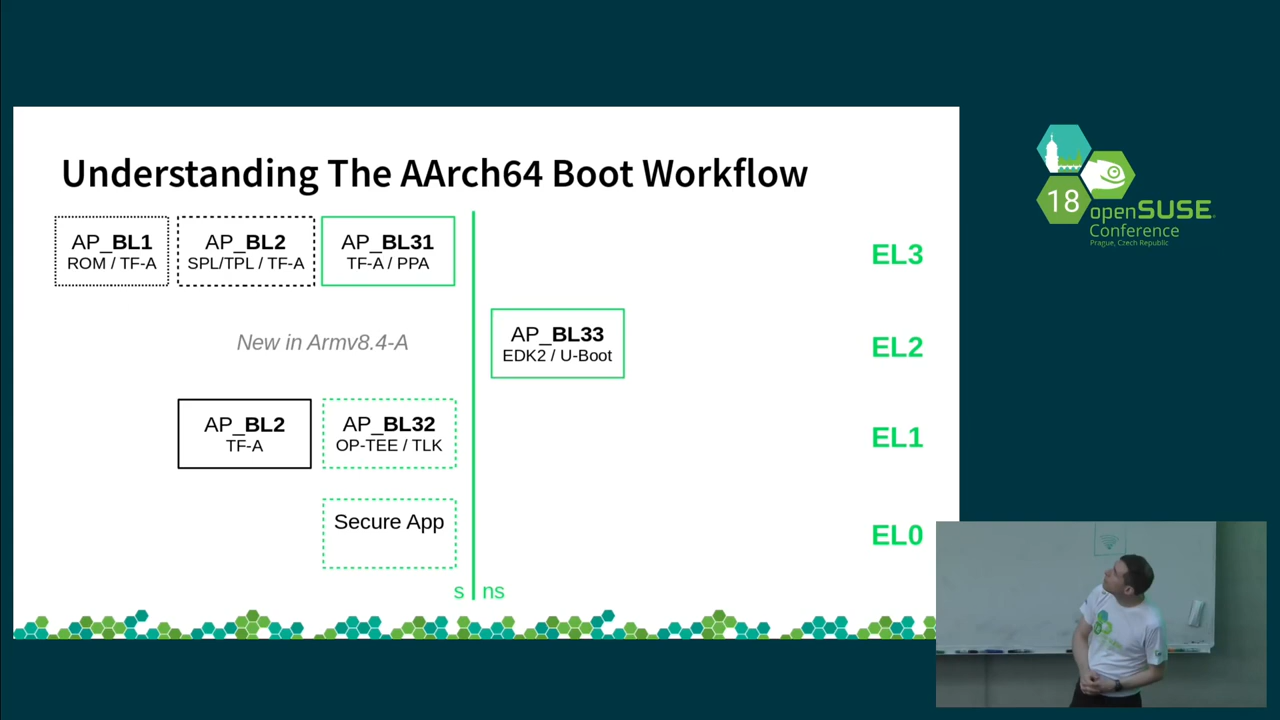 Understanding The AArch64 Boot Workflow
AP_BL1
ROM / TF-A
AP_BL2
SPL/TPL / TF-A
AP_BL31
TF-A / PPA
EL3
New in Armv8.4-A
AP_BL33
EDK2 / U-Boot
EL2
AP_BL2
TF-A
AP_BL32
OP-TEE / TLK
EL1
Secure App
EL0
s ns
18
openSUSE
Conference
Prague, Czech Republic